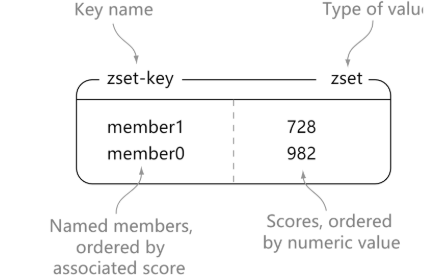 Key name
Type of valu
zset-key
zset
member1
728
member0
982
Named members,
ordered by
associated score
Scores, ordered
by numeric value